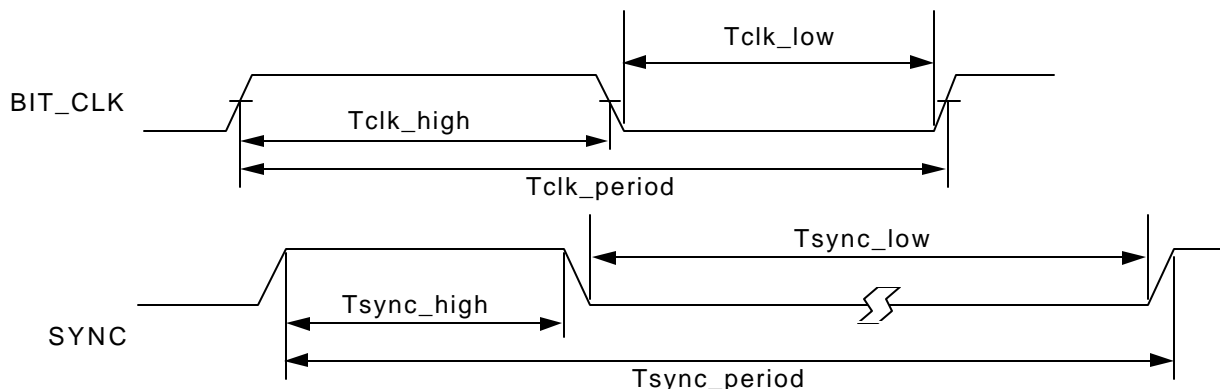 Tclk_low
BIT_CLK
Tclk_high
Tclk_period
Tsync_low
Tsync_high
SYNC
Tsync_period